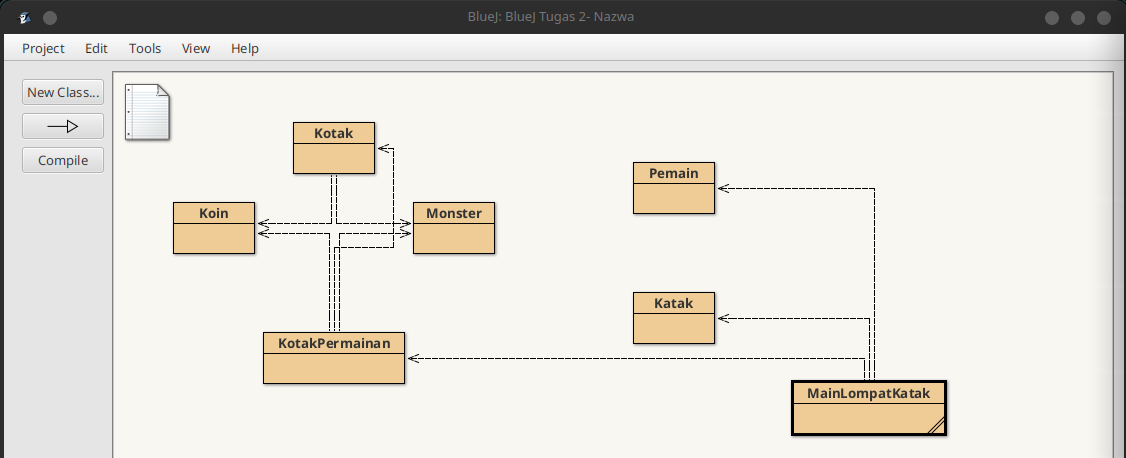 BlueJ: BlueJ Tugas 2- Nazwa
Project Edit Tools View Help
New Class...
Compile
Kotak
Pemain
Koin
Monster
Katak
KotakPermainan
MainLompatKatak